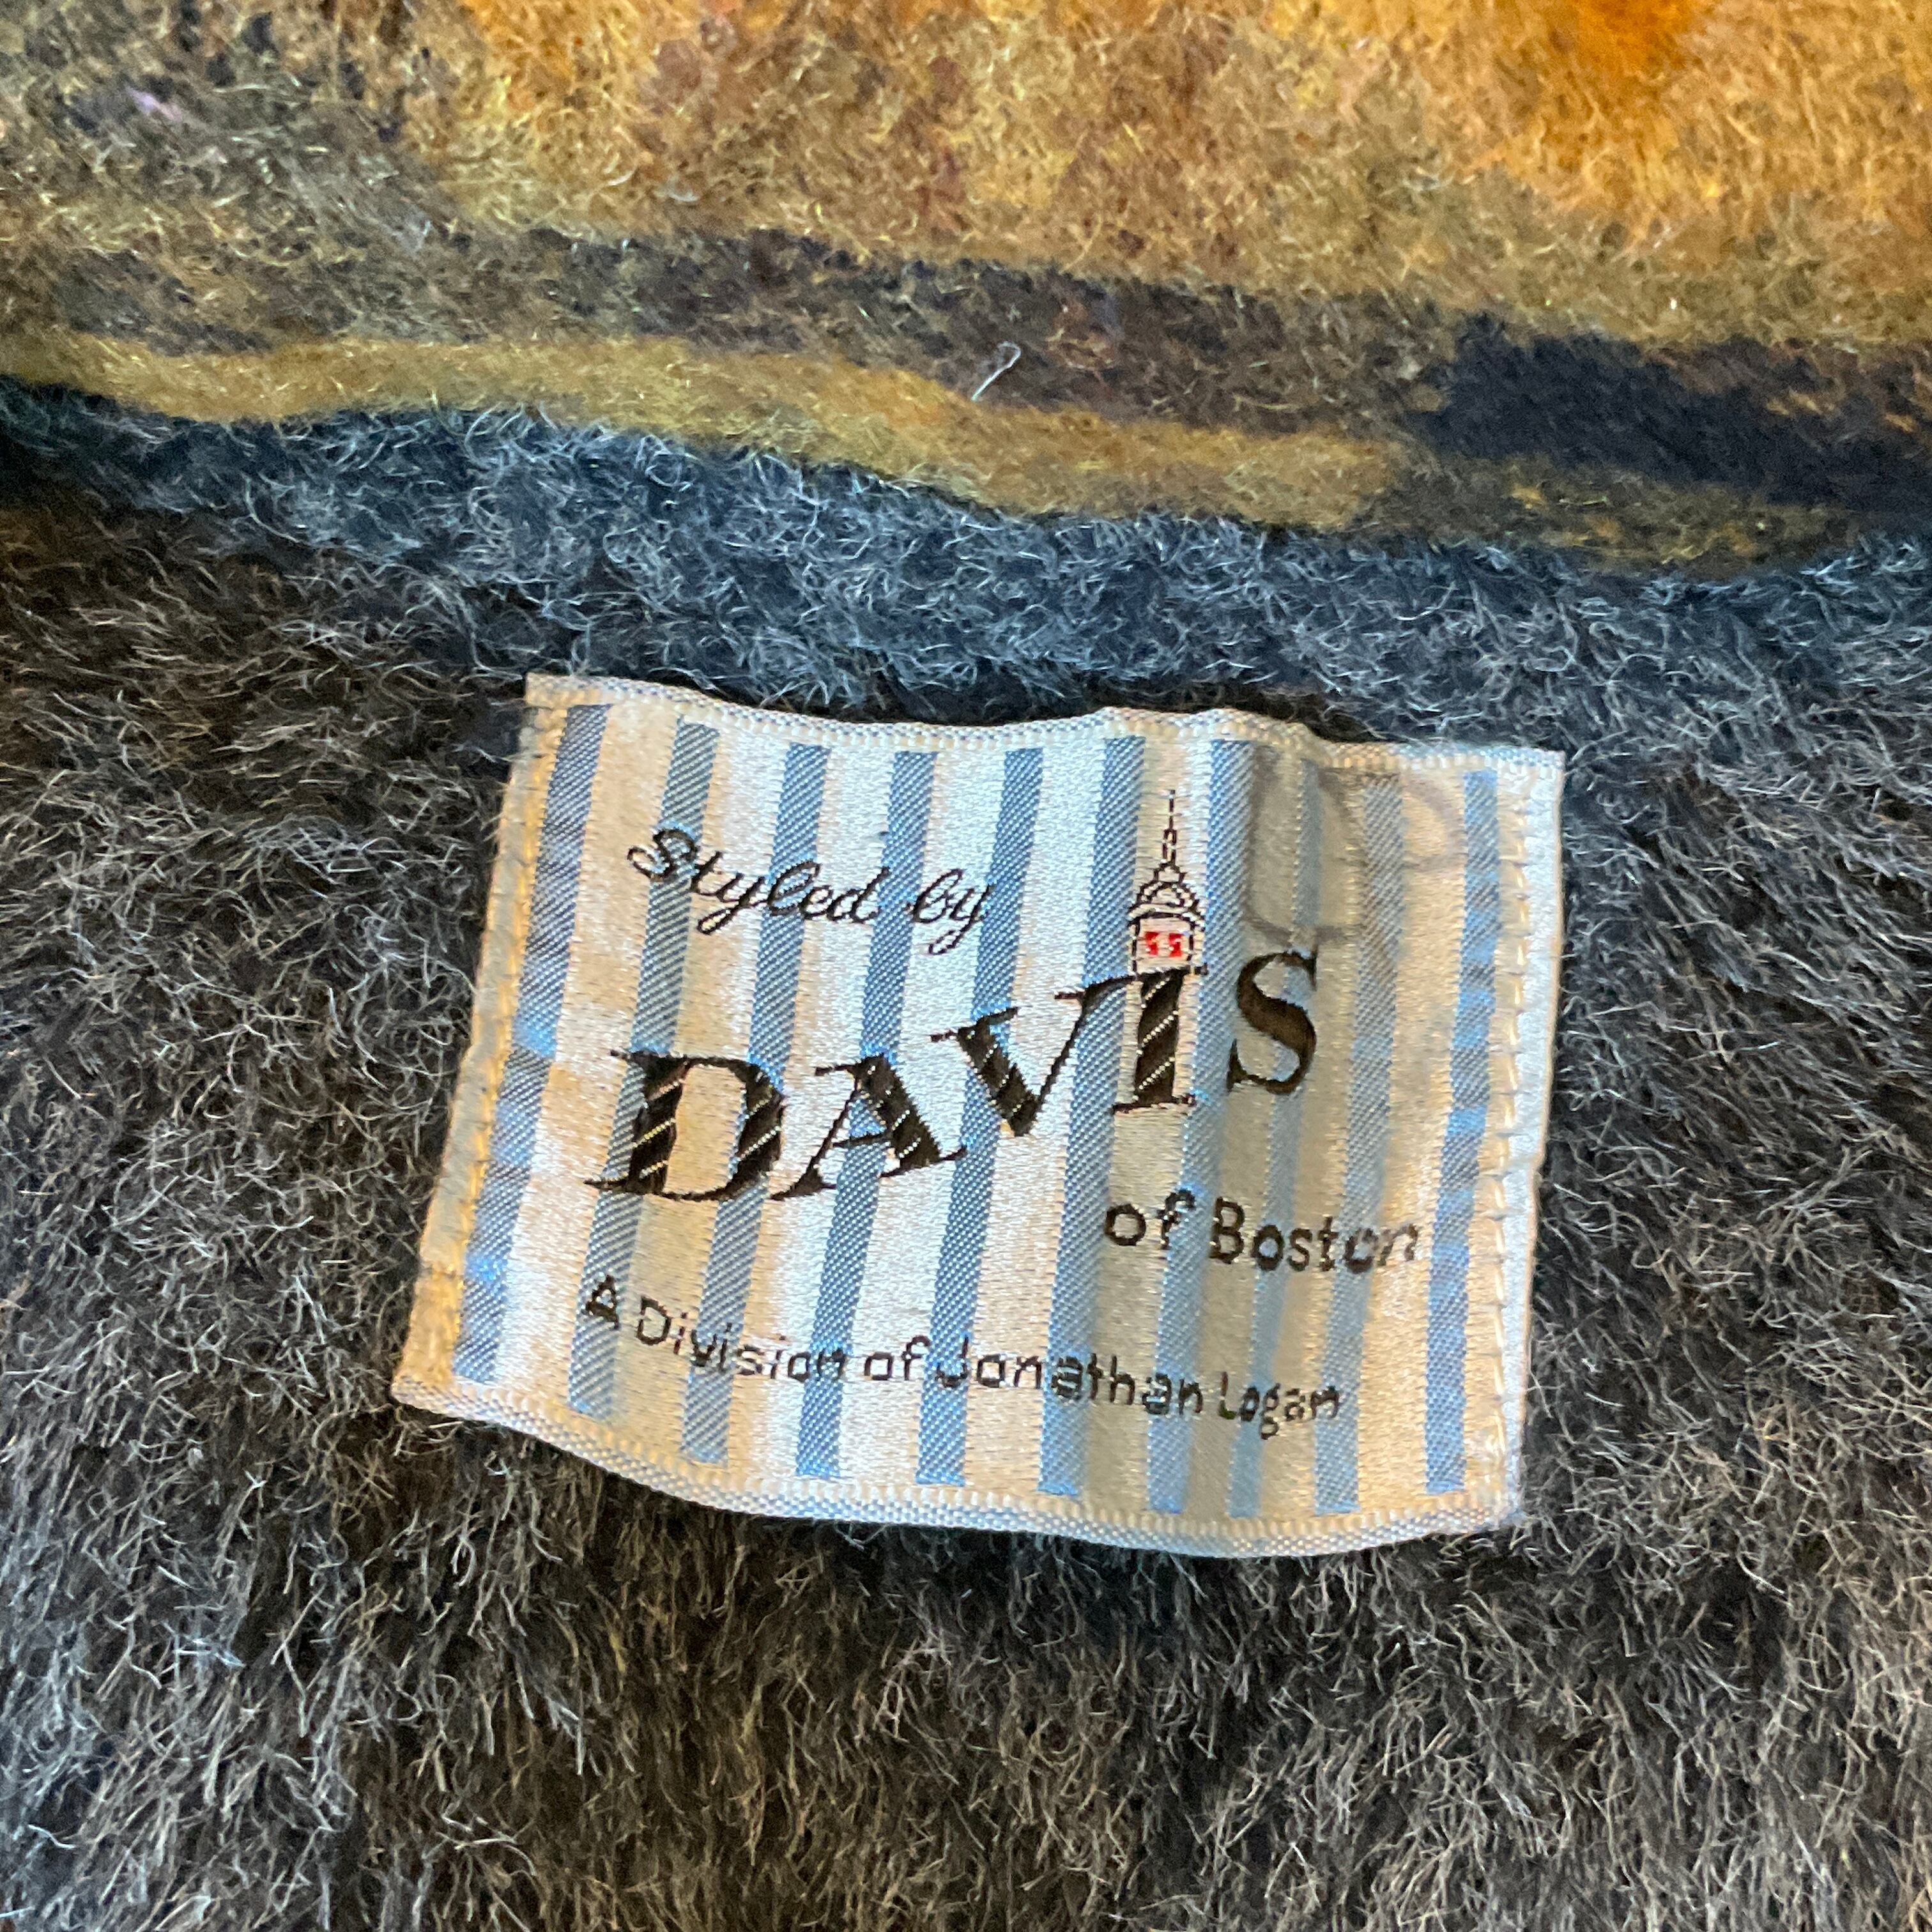 Styled by
DAVIS
of Boston
A Division of Jonathan Logan